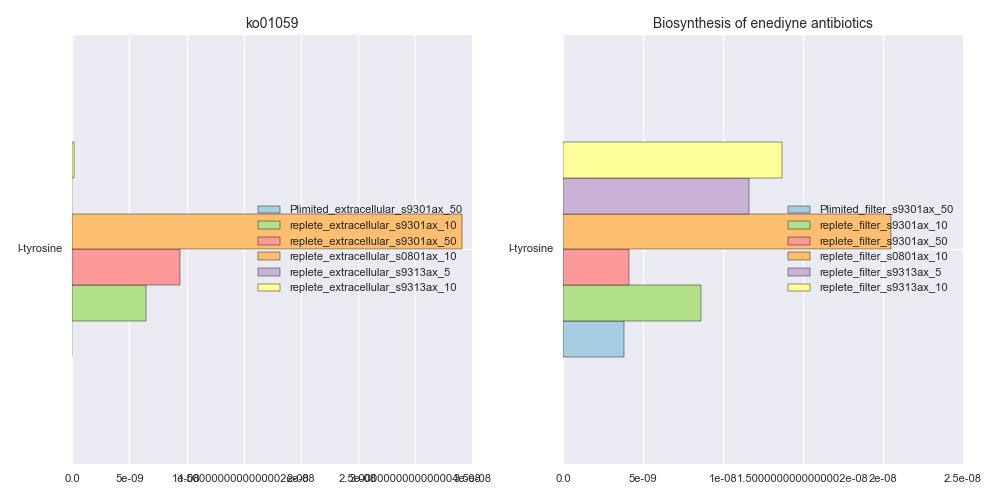 ko01059
Biosynthesis of enediyne antibiotics
l-tyrosine
Plimited_extracellular_s9301ax_50
replete_extracellular_s9301ax_10
replete_extracellular_s9301ax_50
replete_extracellular_s0801ax_10
replete_extracellular_s9313ax_5
replete_extracellular_s9313ax_10
l-tyrosine
Plimited_filter_s9301ax_50
replete_filter_s9301ax_10
replete_filter_s9301ax_50
replete_filter_s0801ax_10
replete_filter_s9313ax_5
replete_filter_s9313ax_10
0.0 5e-09
0.0 5e-09 1e-08 1.5000000000000002e-08 2e-08 2.5e-08